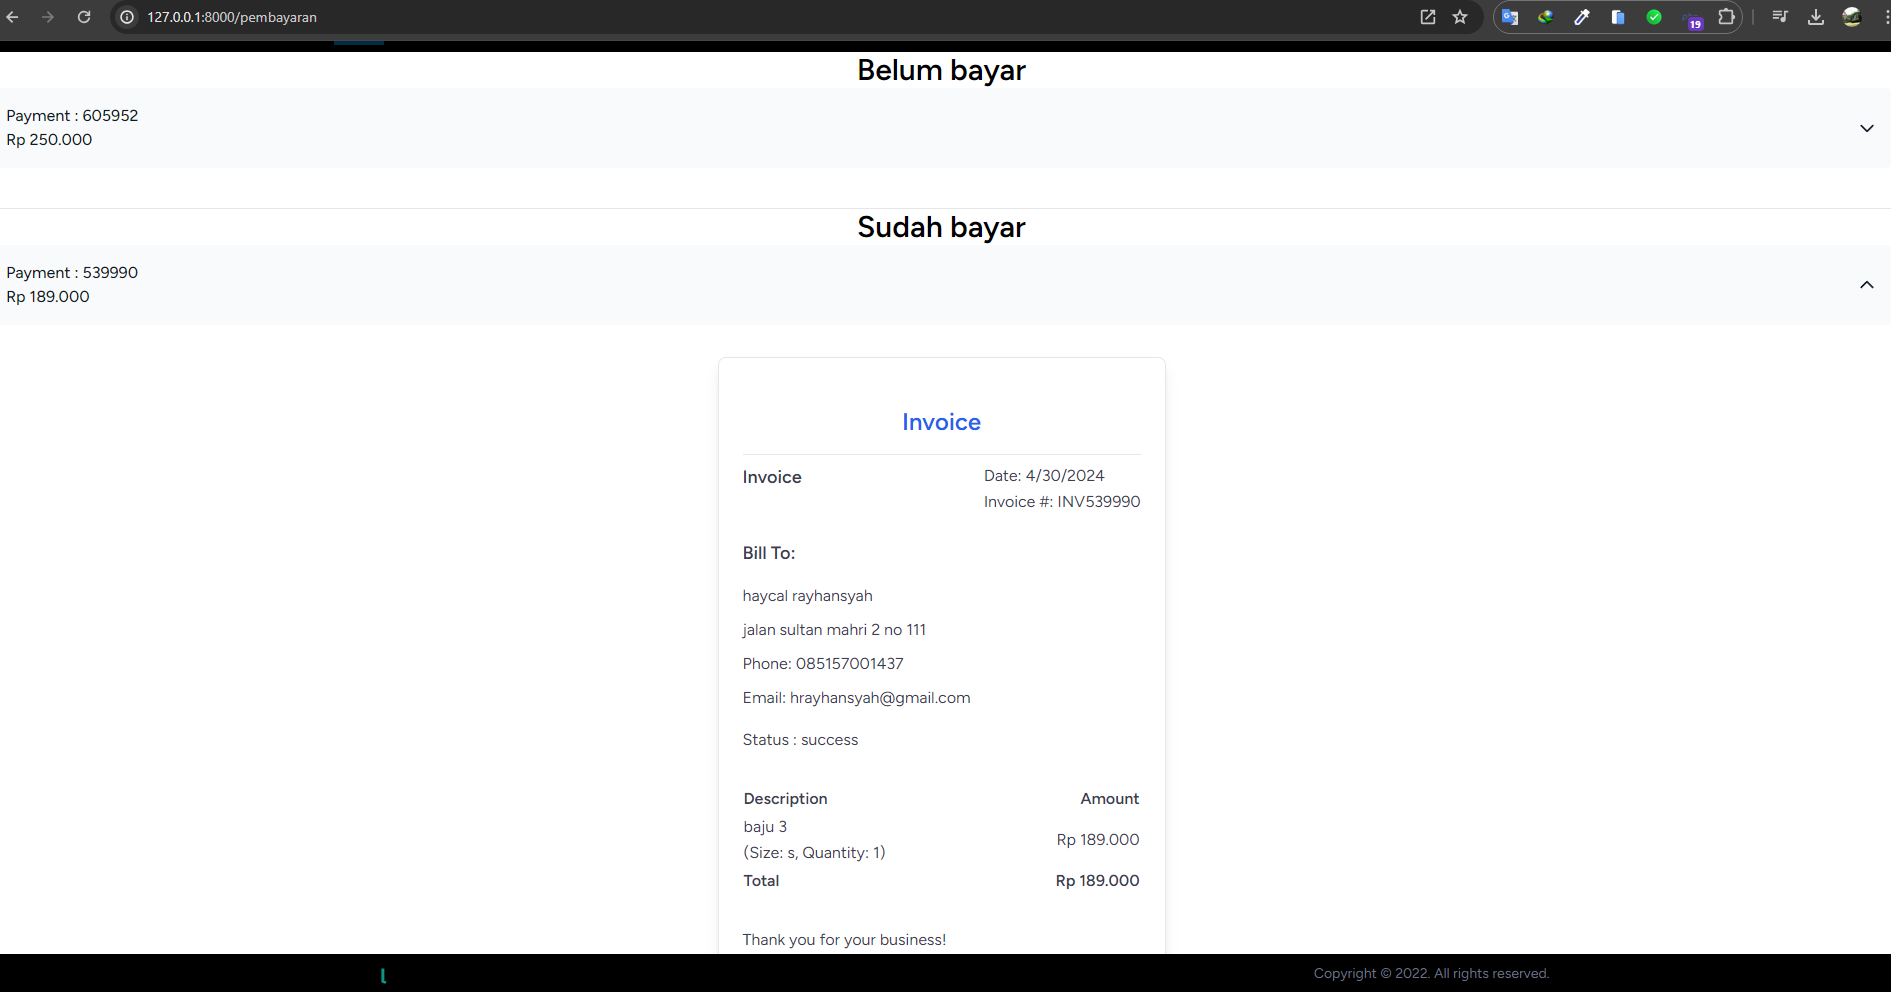 127.0.0.1:8000/pembayaran
19
Belum bayar
Payment : 605952
Rp 250.000
Sudah bayar
Payment : 539990
Rp 189.000
Invoice
Invoice
Date: 4/30/2024
Invoice #: INV539990
Bill To:
haycal rayhansyah
jalan sultan mahri 2 no 111
Phone: 085157001437
Email: hrayhansyah@gmail.com
Status : success
Description Amount
baju 3
(Size: s, Quantity: 1)
Rp 189.000
Total Rp 189.000
Thank you for your business!
Copyright © 2022. All rights reserved.